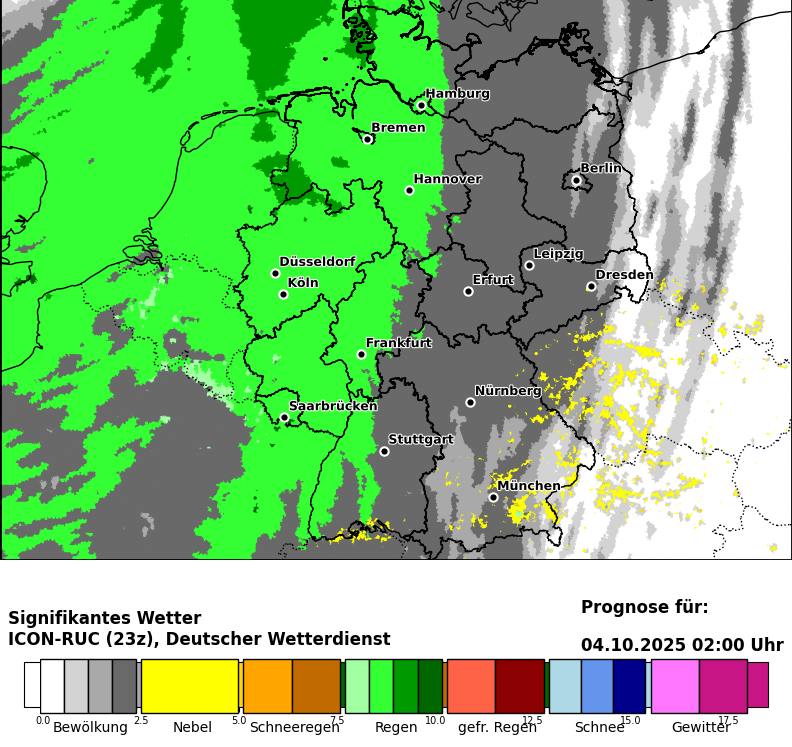 Hamburg
Bremen
Berlin
Hannover
Leipzig
Düsseldorf
Dresden
Köln
Erfurt
Frankfurt
Nürnberg
Saarbrücken
Stuttgart
München
Prognose für:
Signifikantes Wetter
ICON-RUC (23z), Deutscher Wetterdienst
04.10.2025 02:00 Uhr
0.0 2.5 5.0 7.5 10.0 12.5 15.0 17.5
Bewölkung Nebel Schneeregen Regen gefr. Regen Schnee Gewitter